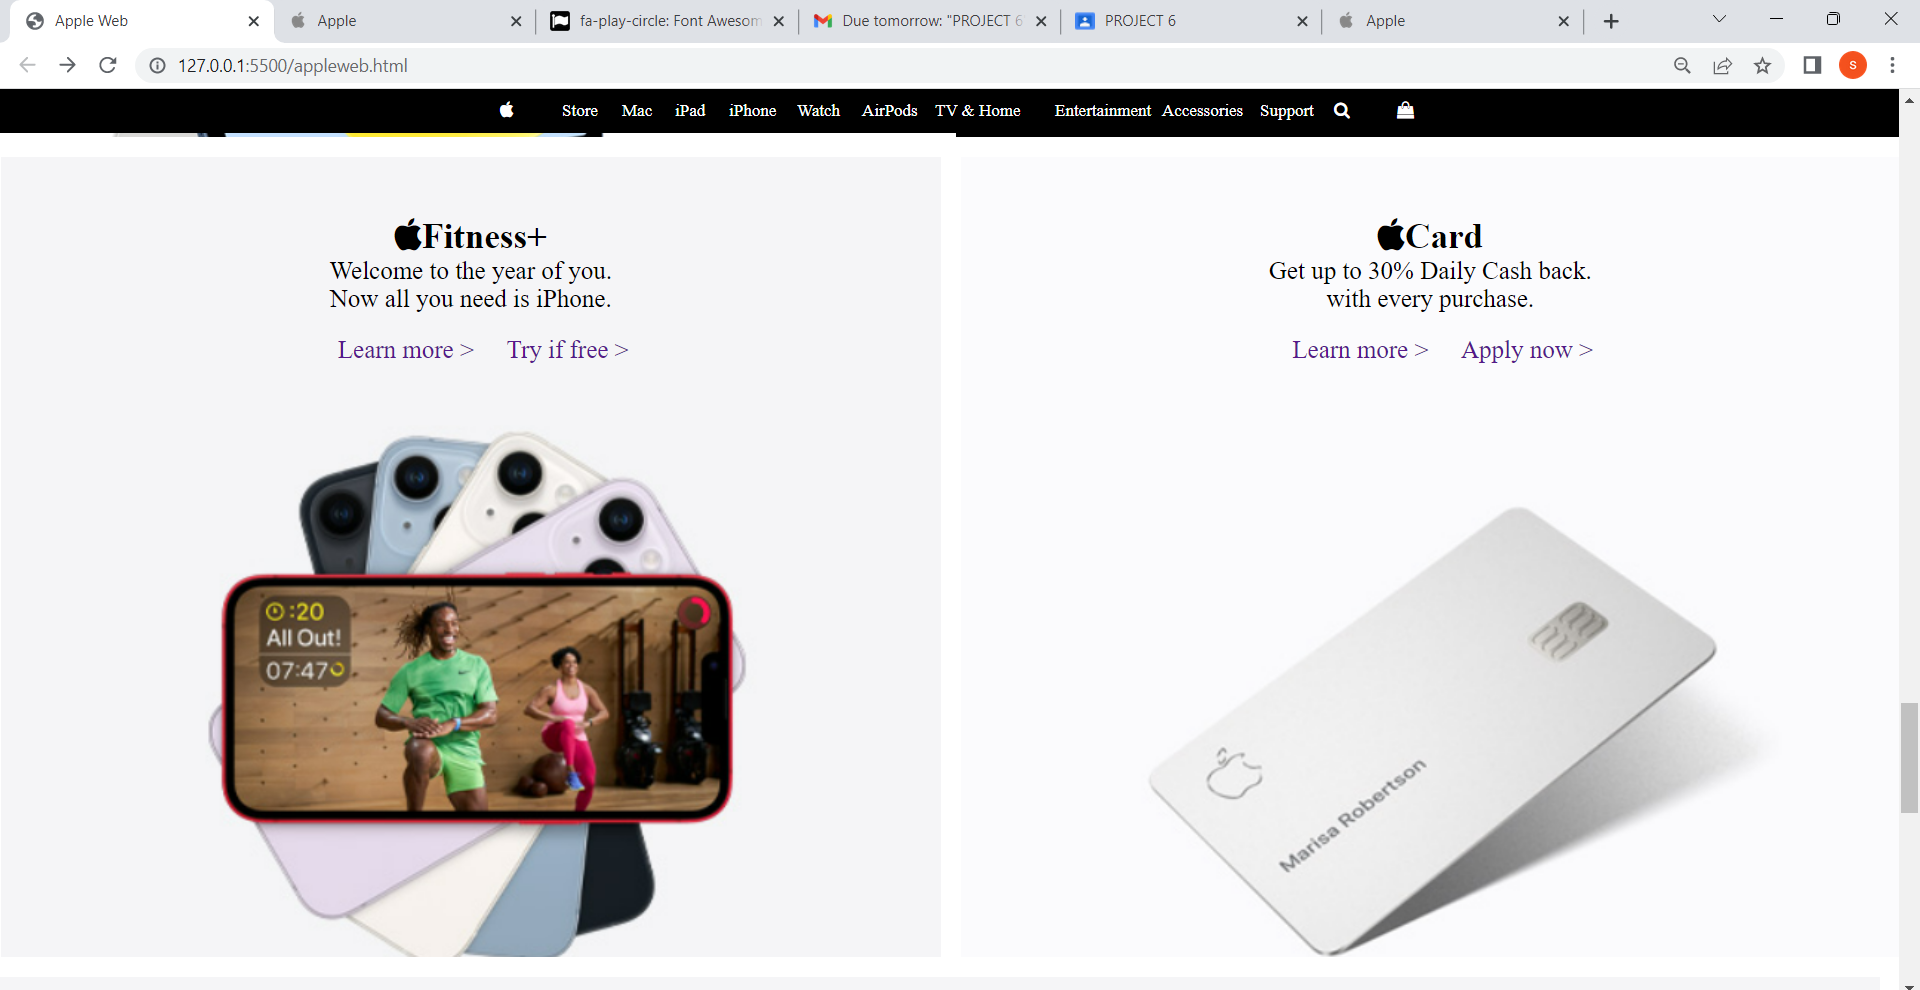 Apple Web
Apple
fa-play-circle: Font Awesom
Due tomorrow: "PROJECT 6
PROJECT 6
Apple
127.0.0.1:5500/appleweb.html
s
Store Mac iPad iPhone Watch AirPods TV & Home Entertainment Accessories Support
Fitness+
Welcome to the year of you.
Now all you need is iPhone.
Learn more > Try if free >
:20
All Out!
07:47
Card
Get up to 30% Daily Cash back.
with every purchase.
Learn more > Apply now >
Marisa Robertson